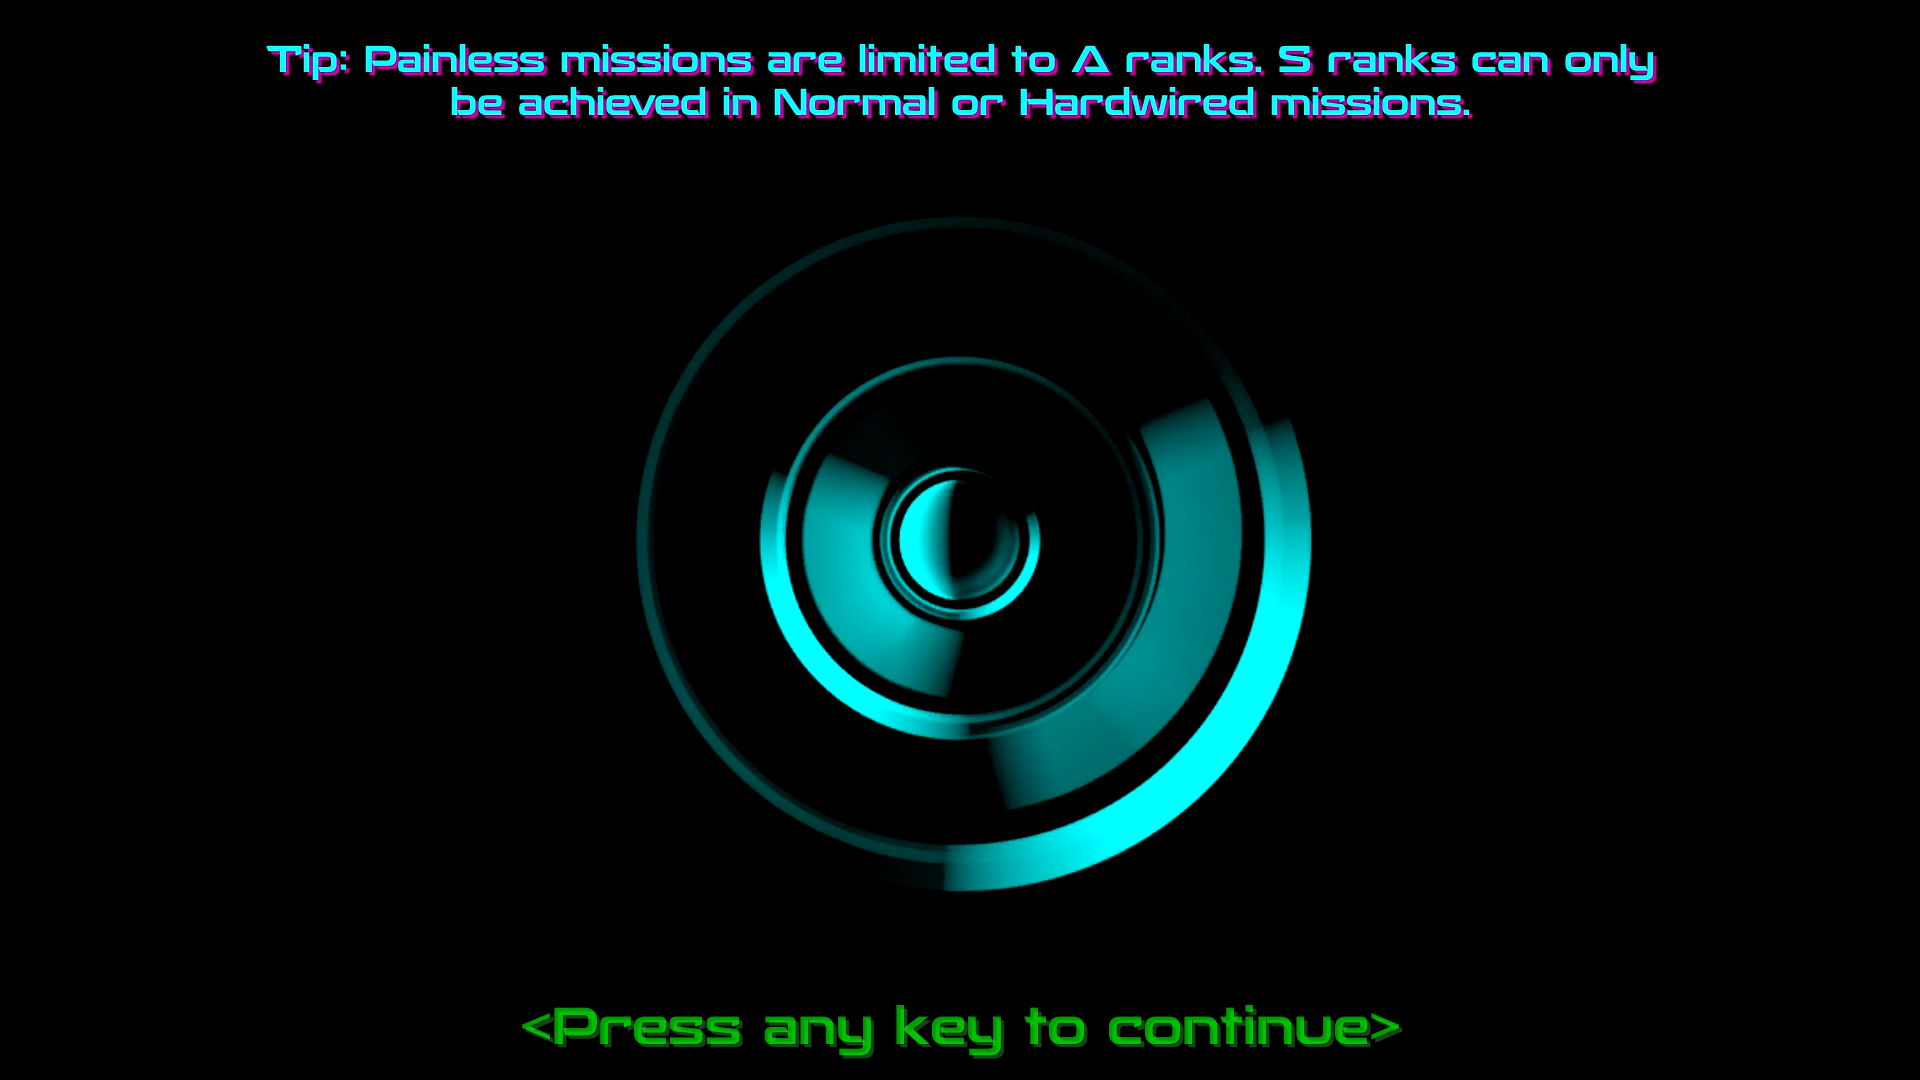 Tip: Painless missions are limited to A ranks. S ranks can only
be achieved in Normal or Hardwired missions.
<Press any key to continue>